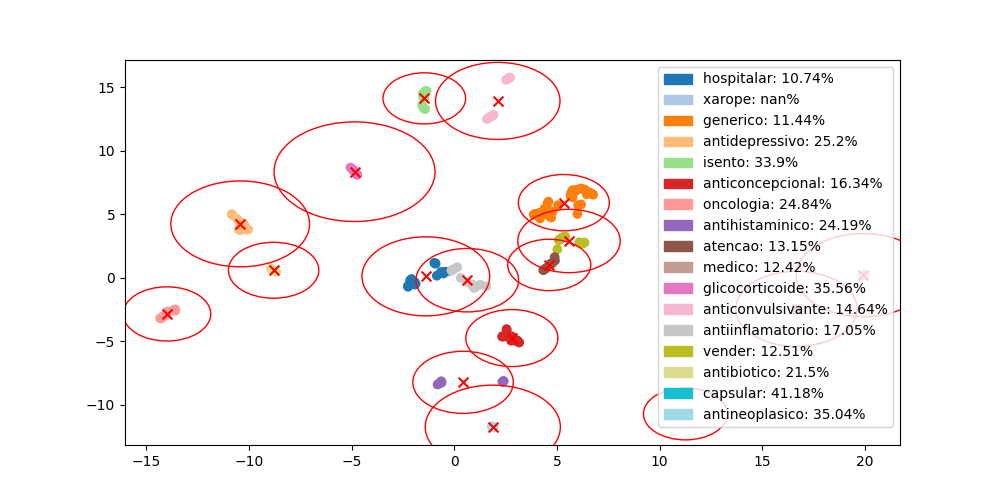 15
10
5
0
−5
−10
−15
−10
−5
0
5
10
15
20
hospitalar: 10.74%
xarope: nan%
generico: 11.44%
antidepressivo: 25.2%
isento: 33.9%
anticoncepcional: 16.34%
oncologia: 24.84%
antihistaminico: 24.19%
atencao: 13.15%
medico: 12.42%
glicocorticoide: 35.56%
anticonvulsivante: 14.64%
antiinflamatorio: 17.05%
vender: 12.51%
antibiotico: 21.5%
capsular: 41.18%
antineoplasico: 35.04%